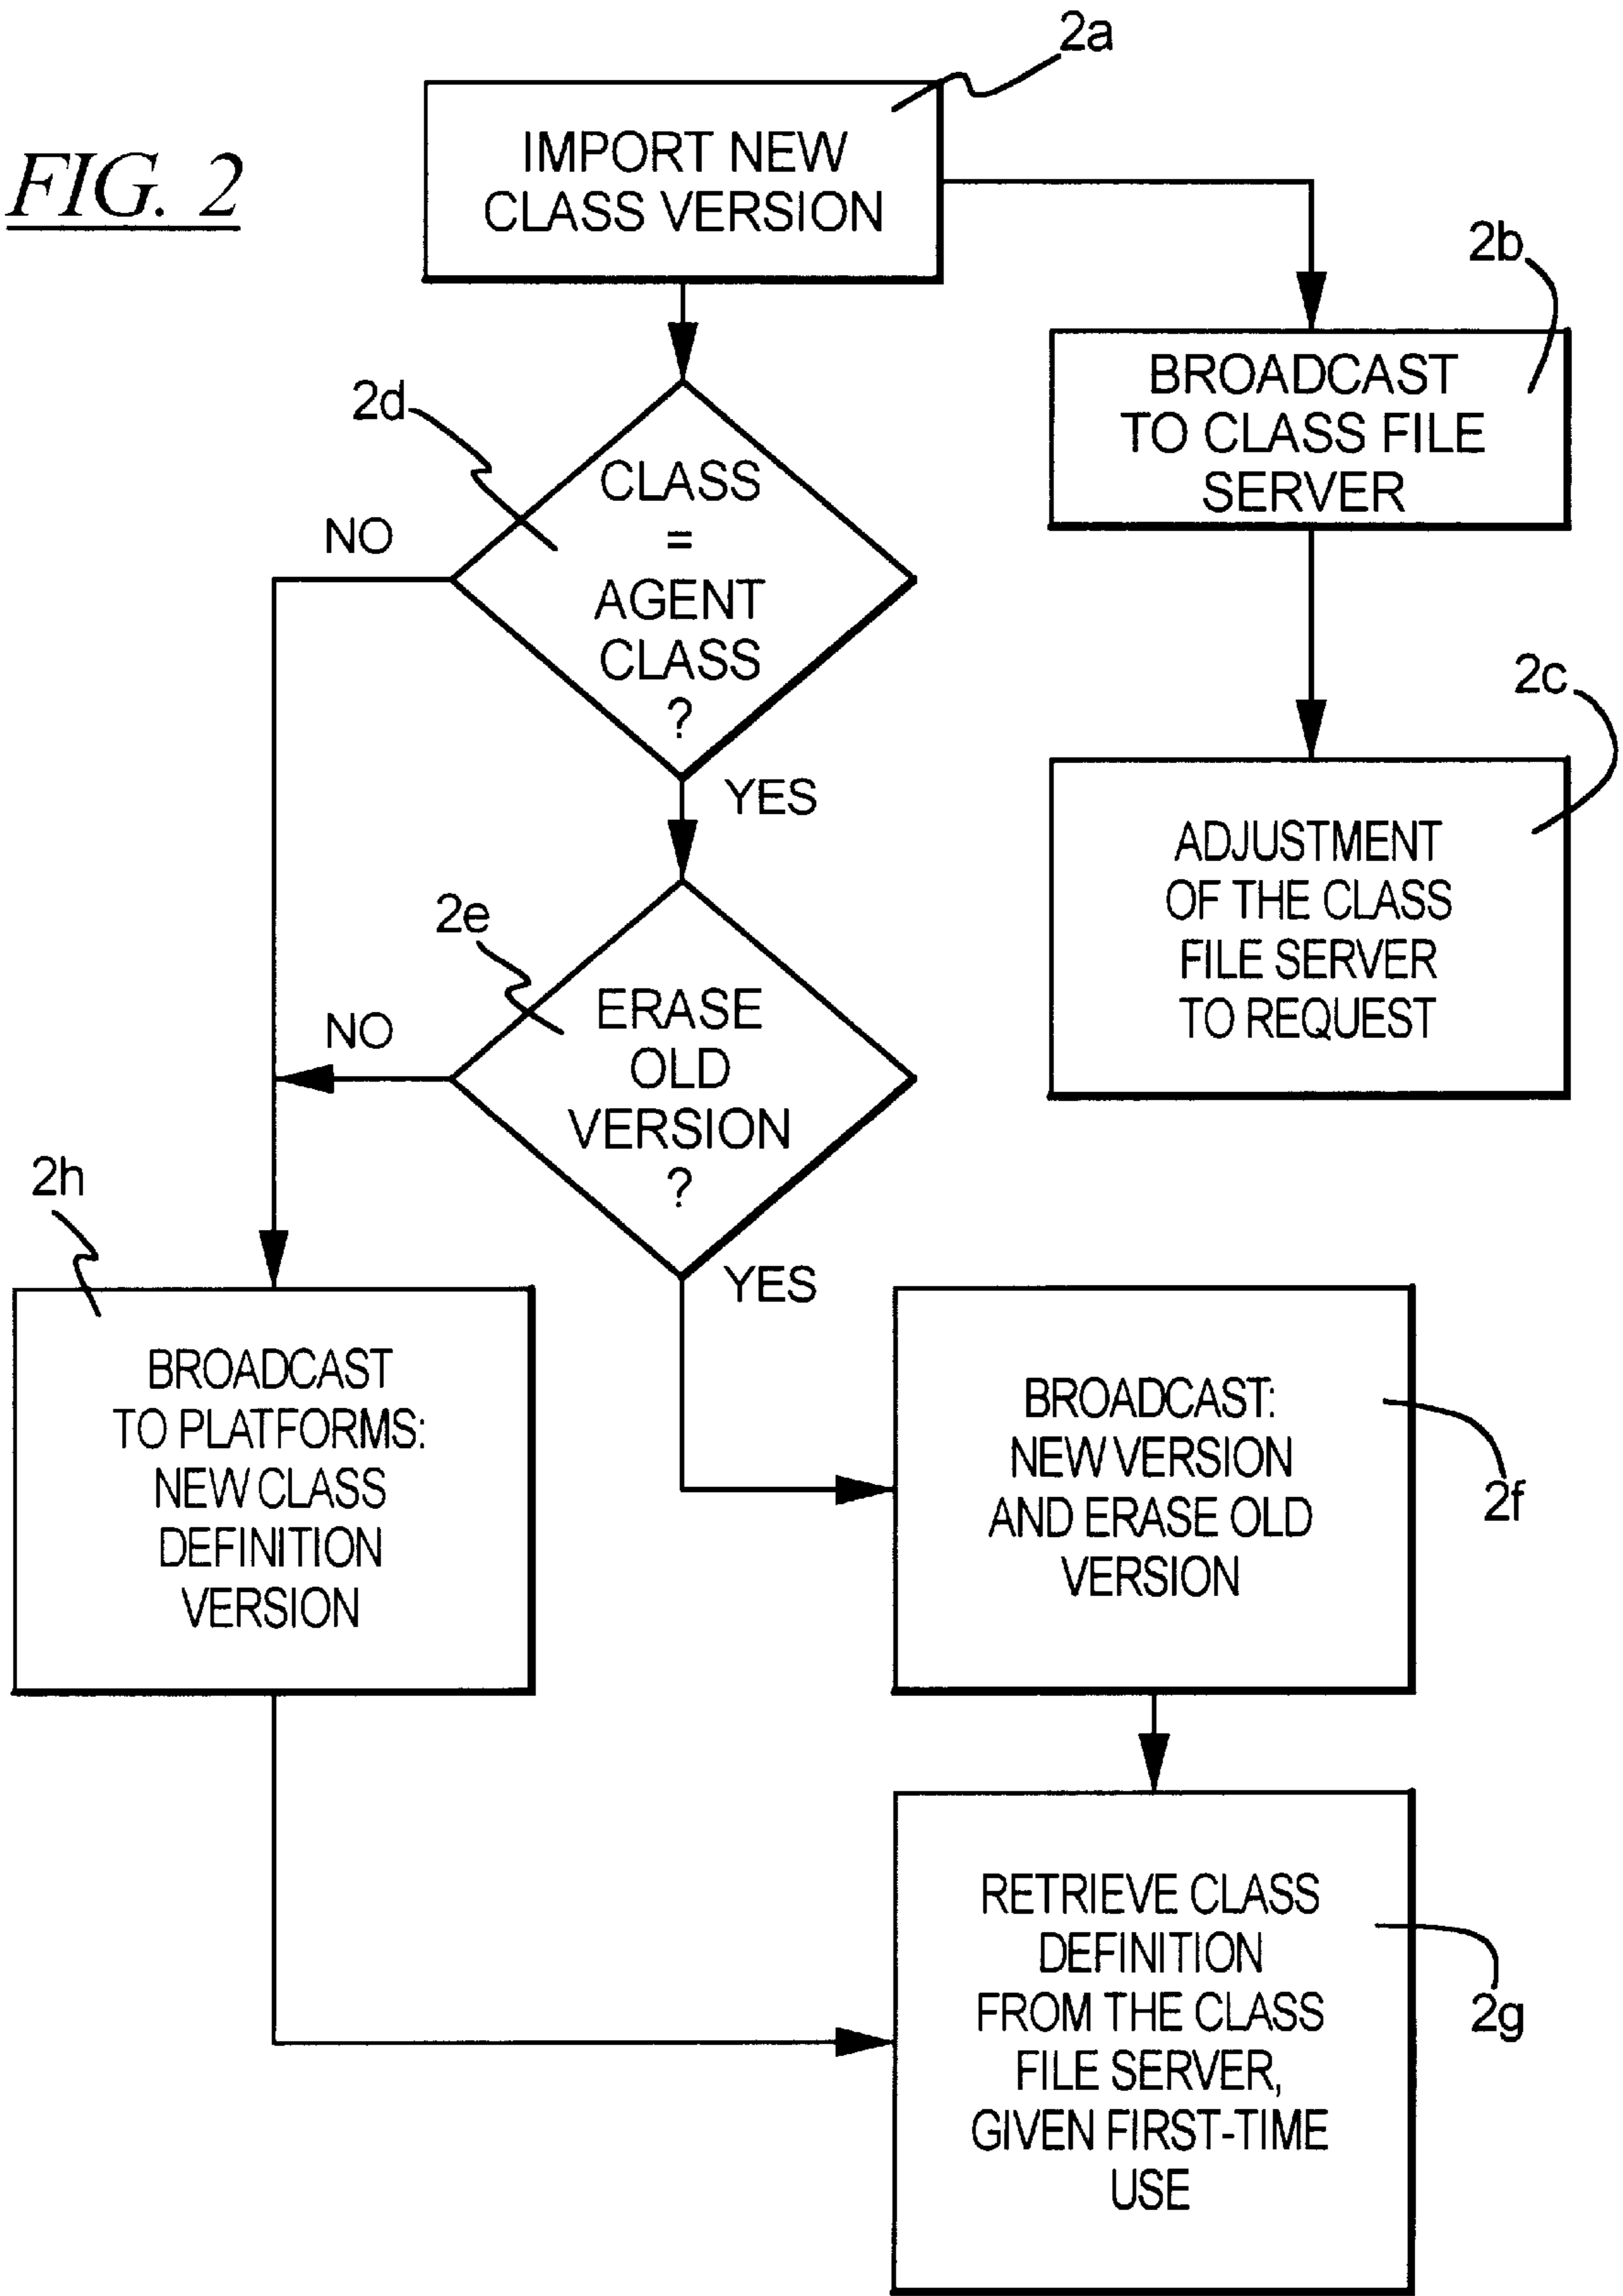 FIG. 2
2a
IMPORT NEW
CLASS VERSION
2b
BROADCAST
TO CLASS FILE
SERVER
2c
ADJUSTMENT
OF THE CLASS
FILE SERVER
TO REQUEST
2d
CLASS
=
AGENT
CLASS
?
NO
YES
2e
ERASE
OLD
VERSION
?
NO
YES
2h
BROADCAST
TO PLATFORMS:
NEW CLASS
DEFINITION
VERSION
BROADCAST:
NEW VERSION
AND ERASE OLD
VERSION
2f
RETRIEVE CLASS
DEFINITION
FROM THE CLASS
FILE SERVER,
GIVEN FIRST-TIME
USE
2g